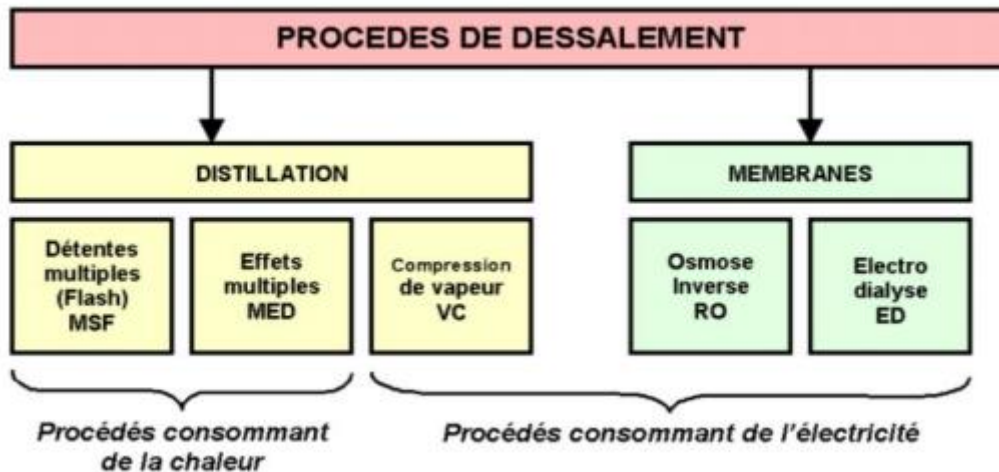 PROCEDES DE DESSALEMENT
DISTILLATION
MEMBRANES
Détentes
multiples
(Flash)
MSF
Effets
multiples
MED
Compression
de vapeur
VC
Osmose
Inverse
RO
Electro
dialyse
ED
Procédés consommant
de la chaleur
Procédés consommant de l'électricité